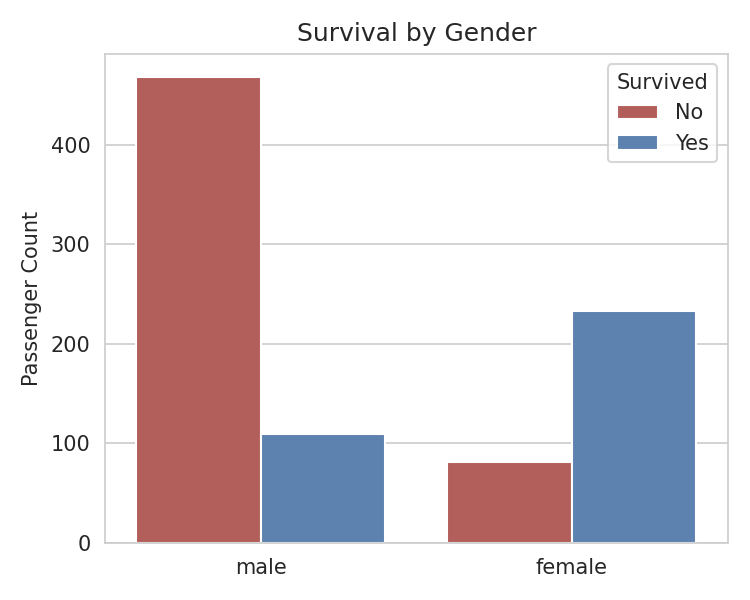 Survival by Gender
Survived
No
Yes
Passenger Count
400
300
200
100
0
male
female